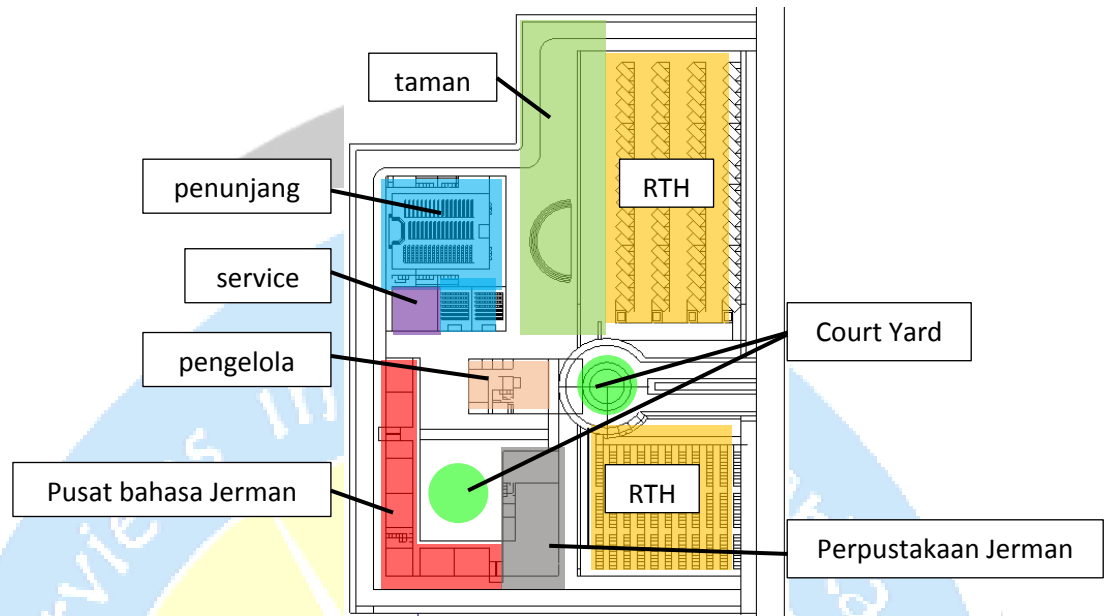 taman
RTH
penunjang
service
Court Yard
pengelola
Pusat bahasa Jerman
RTH
Perpustakaan Jerman